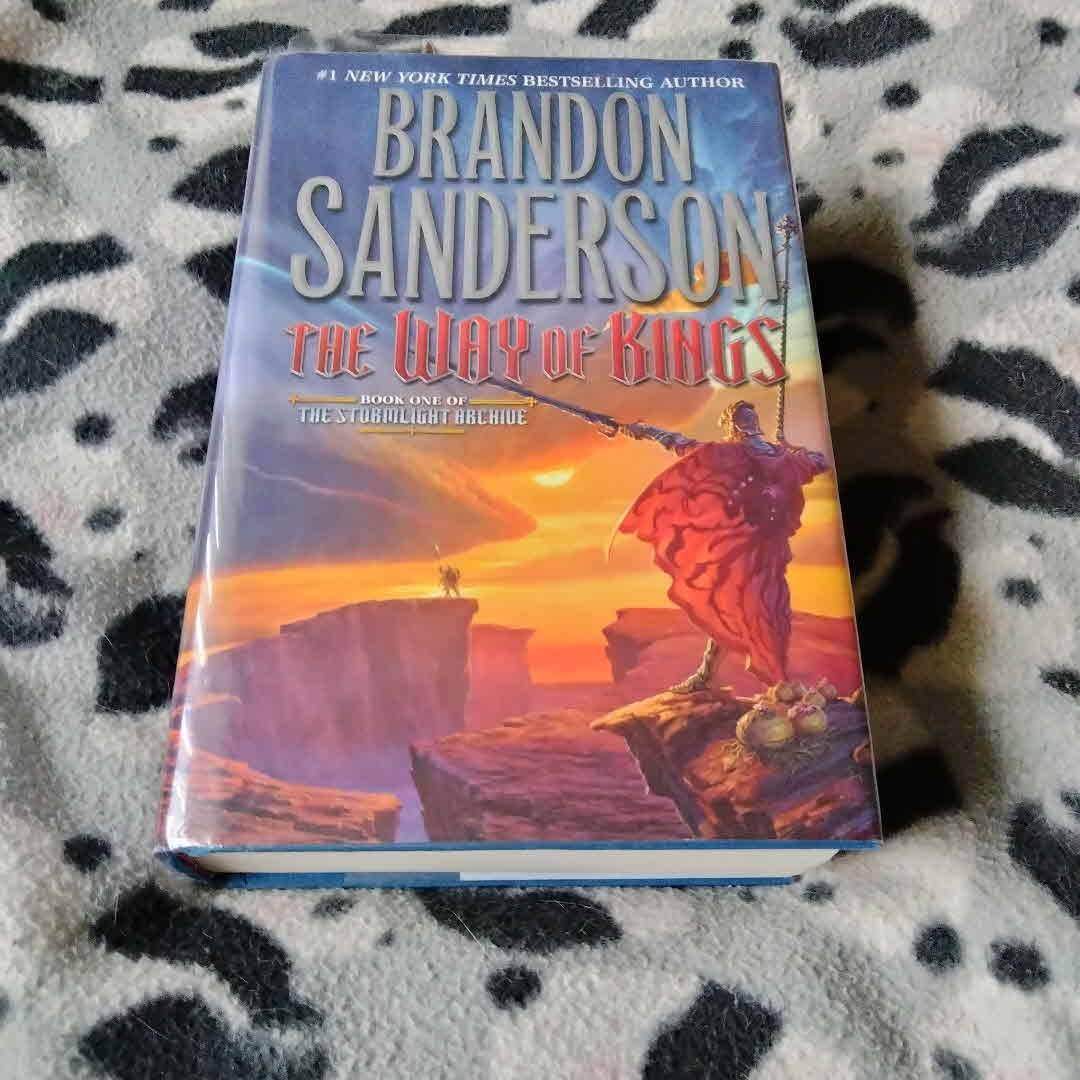 #1 NEW YORK TIMES BESTSELLING AUTHOR
BRANDON
SANDERSON
THE WAY OF KINGS
BOOK ONE OF
THE STORMLIGHT ARCHIVE